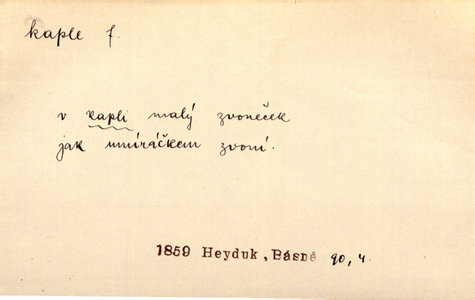 kaple f.
v kapli malý zvoneček
jak umíráčkem zvoní.
1859 Heyduk, Básně 90, 4.